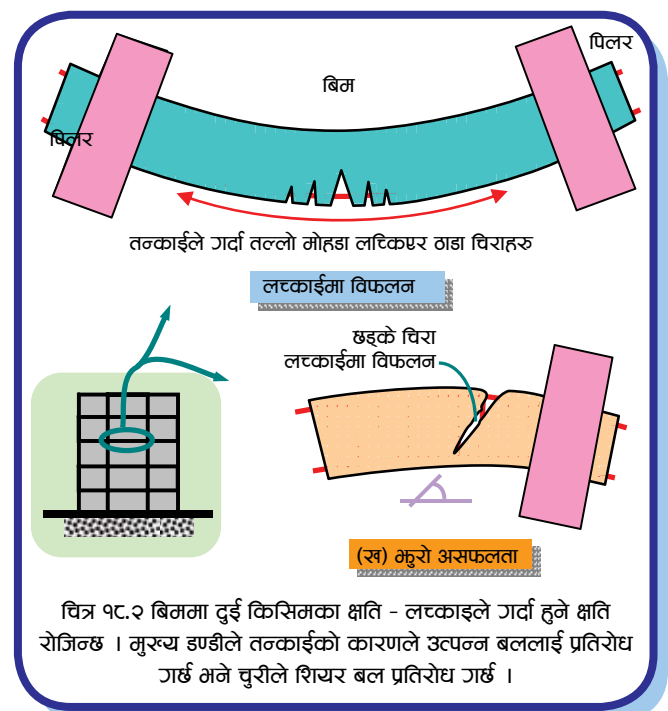 पिलर
बिम
पिलर
तन्काईले गर्दा तल्लो मोहडा लच्किएर ठाडा चिराहरु
लच्काईमा विफलन
छड्के चिरा
लच्काईमा विफलन
(ख) भुरो असफलता
चित्र १८.२ बिममा दुई किसिमका क्षति - लच्काइले गर्दा हुने क्षति
रोजिन्छ । मुख्य डण्डीले तन्काईको कारणले उत्पन्न बललाई प्रतिरोध
गर्छ भने चुरीले शियर बल प्रतिरोध गर्छ ।